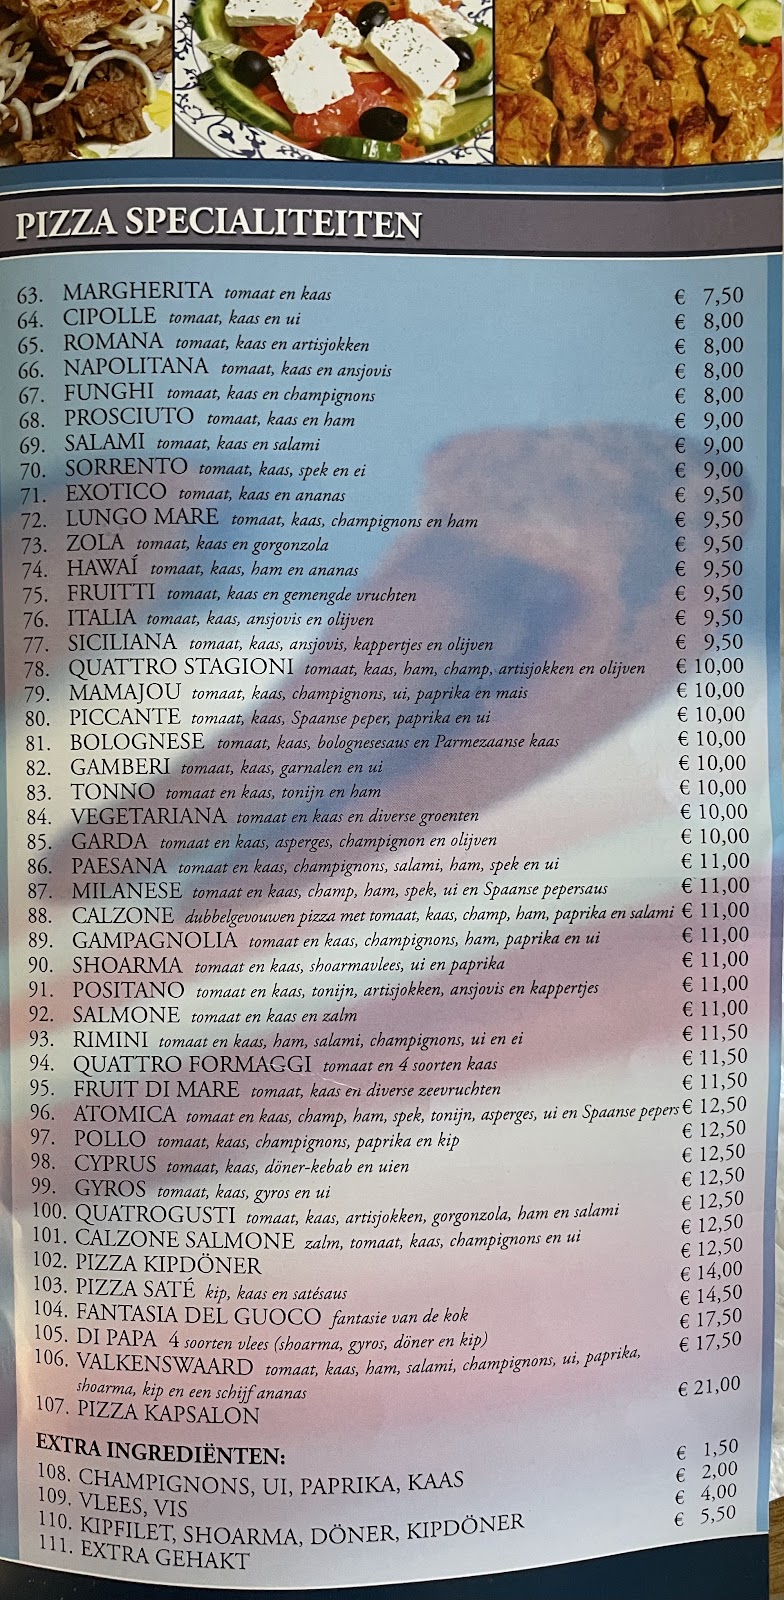 PIZZA SPECIALITEITEN
63. MARGHERITA tomaat en kaas € 7,50
64. CIPOLLE tomaat, kaas en ui € 8,00
65. ROMANA tomaat, kaas en artisjokken € 8,00
66. NAPOLITANA tomaat, kaas en ansjovis € 8,00
67. FUNGHI tomaat, kaas en champignons € 8,00
68. PROSCIUTO tomaat, kaas en ham € 9,00
69. SALAMI tomaat, kaas en salami € 9,00
70. SORRENTO tomaat, kaas, spek en ei € 9,00
71. EXOTICO tomaat, kaas en ananas € 9,50
72. LUNGO MARE tomaat, kaas, champignons en ham € 9,50
73. ZOLA tomaat, kaas en gorgonzola € 9,50
74. HAWAÍ tomaat, kaas, ham en ananas € 9,50
75. FRUITTI tomaat, kaas en gemengde vruchten € 9,50
76. ITALIA tomaat, kaas, ansjovis en olijven € 9,50
77. SICILIANA tomaat, kaas, ansjovis, kappertjes en olijven € 9,50
78. QUATTRO STAGIONI tomaat, kaas, ham, champ, artisjokken en olijven € 10,00
79. MAMAJOU tomaat, kaas, champignons, ui, paprika en mais € 10,00
80. PICCANTE tomaat, kaas, Spaanse peper, paprika en ui € 10,00
81. BOLOGNESE tomaat, kaas, bolognesesaus en Parmezaanse kaas € 10,00
82. GAMBERI tomaat, kaas, garnalen en ui € 10,00
83. TONNO tomaat en kaas, tonijn en ham € 10,00
84. VEGETARIANA tomaat en kaas en diverse groenten € 10,00
85. GARDA tomaat en kaas, asperges, champignon en olijven € 10,00
86. PAESANA tomaat en kaas, champignons, salami, ham, spek en ui € 11,00
87. MILANESE tomaat en kaas, champ, ham, spek, ui en Spaanse pepersaus € 11,00
88. CALZONE dubbelgevouwen pizza met tomaat, kaas, champ, ham, paprika en salami € 11,00
89. GAMPAGNOLIA tomaat en kaas, champignons, ham, paprika en ui € 11,00
90. SHOARMA tomaat en kaas, shoarmavlees, ui en paprika € 11,00
91. POSITANO tomaat en kaas, tonijn, artisjokken, ansjovis en kappertjes € 11,00
92. SALMONE tomaat en kaas en zalm € 11,00
93. RIMINI tomaat en kaas, ham, salami, champignons, ui en ei € 11,50
94. QUATTRO FORMAGGI tomaat en 4 soorten kaas € 11,50
95. FRUIT DI MARE tomaat, kaas en diverse zeevruchten € 11,50
96. ATOMICA tomaat en kaas, champ, ham, spek, tonijn, asperges, ui en Spaanse pepers € 12,50
97. POLLO tomaat, kaas, champignons, paprika en kip € 12,50
98. CYPRUS tomaat, kaas, döner-kebab en uien € 12,50
99. GYROS tomaat, kaas, gyros en ui € 12,50
100. QUATROGUSTI tomaat, kaas, artisjokken, gorgonzola, ham en salami € 12,50
101. CALZONE SALMONE zalm, tomaat, kaas, champignons en ui € 12,50
102. PIZZA KIPDÖNER € 12,50
103. PIZZA SATÉ kip, kaas en satésaus € 14,00
104. FANTASIA DEL GUOCO fantasie van de kok € 14,50
105. DI PAPA 4 soorten vlees (shoarma, gyros, döner en kip) € 17,50
106. VALKENSWAARD tomaat, kaas, ham, salami, champignons, ui, paprika, € 17,50
shoarma, kip en een schijf ananas
107. PIZZA KAPSALON € 21,00
EXTRA INGREDIËNTEN:
108. CHAMPIGNONS, UI, PAPRIKA, KAAS € 1,50
109. VLEES, VIS € 2,00
110. KIPFILET, SHOARMA, DÖNER, KIPDÖNER € 4,00
111. EXTRA GEHAKT € 5,50